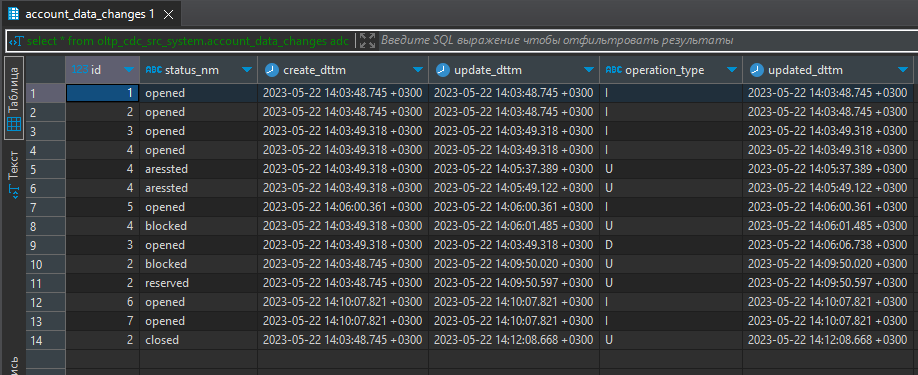 account_data_changes 1
select * from oltp_cdc_src_system.account_data_changes adc Введите SQL выражение чтобы отфильтровать результаты
Таблица
Текст
123 id ABC status_nm create_dttm update_dttm ABC operation_type updated_dttm
1 1 opened 2023-05-22 14:03:48.745 +0300 2023-05-22 14:03:48.745 +0300 I 2023-05-22 14:03:48.745 +0300
2 2 opened 2023-05-22 14:03:48.745 +0300 2023-05-22 14:03:48.745 +0300 I 2023-05-22 14:03:48.745 +0300
3 3 opened 2023-05-22 14:03:49.318 +0300 2023-05-22 14:03:49.318 +0300 I 2023-05-22 14:03:49.318 +0300
4 4 opened 2023-05-22 14:03:49.318 +0300 2023-05-22 14:03:49.318 +0300 I 2023-05-22 14:03:49.318 +0300
5 4 aressted 2023-05-22 14:03:49.318 +0300 2023-05-22 14:05:37.389 +0300 U 2023-05-22 14:05:37.389 +0300
6 4 aressted 2023-05-22 14:03:49.318 +0300 2023-05-22 14:05:49.122 +0300 U 2023-05-22 14:05:49.122 +0300
7 5 opened 2023-05-22 14:06:00.361 +0300 2023-05-22 14:06:00.361 +0300 I 2023-05-22 14:06:00.361 +0300
8 4 blocked 2023-05-22 14:03:49.318 +0300 2023-05-22 14:06:01.485 +0300 U 2023-05-22 14:06:01.485 +0300
9 3 opened 2023-05-22 14:03:49.318 +0300 2023-05-22 14:03:49.318 +0300 D 2023-05-22 14:06:06.738 +0300
10 2 blocked 2023-05-22 14:03:48.745 +0300 2023-05-22 14:09:50.020 +0300 U 2023-05-22 14:09:50.020 +0300
11 2 reserved 2023-05-22 14:03:48.745 +0300 2023-05-22 14:09:50.597 +0300 U 2023-05-22 14:09:50.597 +0300
12 6 opened 2023-05-22 14:10:07.821 +0300 2023-05-22 14:10:07.821 +0300 I 2023-05-22 14:10:07.821 +0300
13 7 opened 2023-05-22 14:10:07.821 +0300 2023-05-22 14:10:07.821 +0300 I 2023-05-22 14:10:07.821 +0300
14 2 closed 2023-05-22 14:03:48.745 +0300 2023-05-22 14:12:08.668 +0300 U 2023-05-22 14:12:08.668 +0300